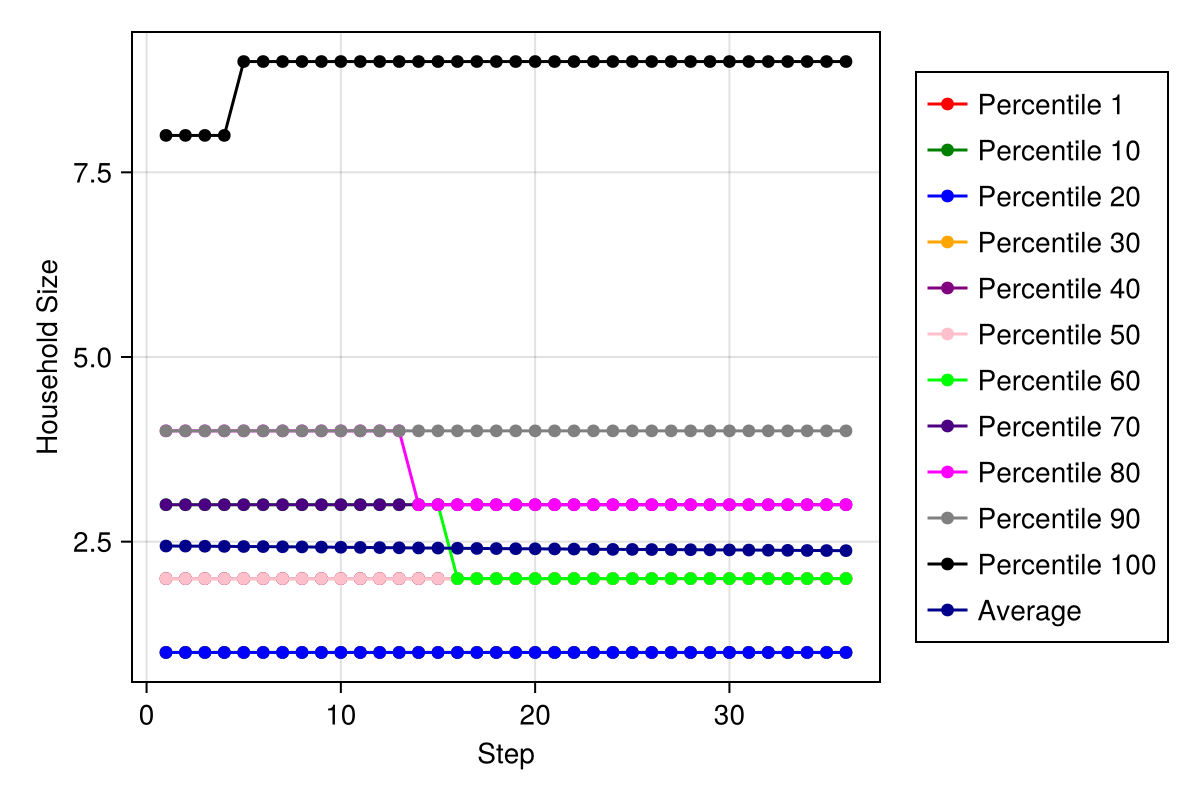 7.5
5.0
2.5
Household Size
0
10
20
30
Step
Percentile 1
Percentile 10
Percentile 20
Percentile 30
Percentile 40
Percentile 50
Percentile 60
Percentile 70
Percentile 80
Percentile 90
Percentile 100
Average